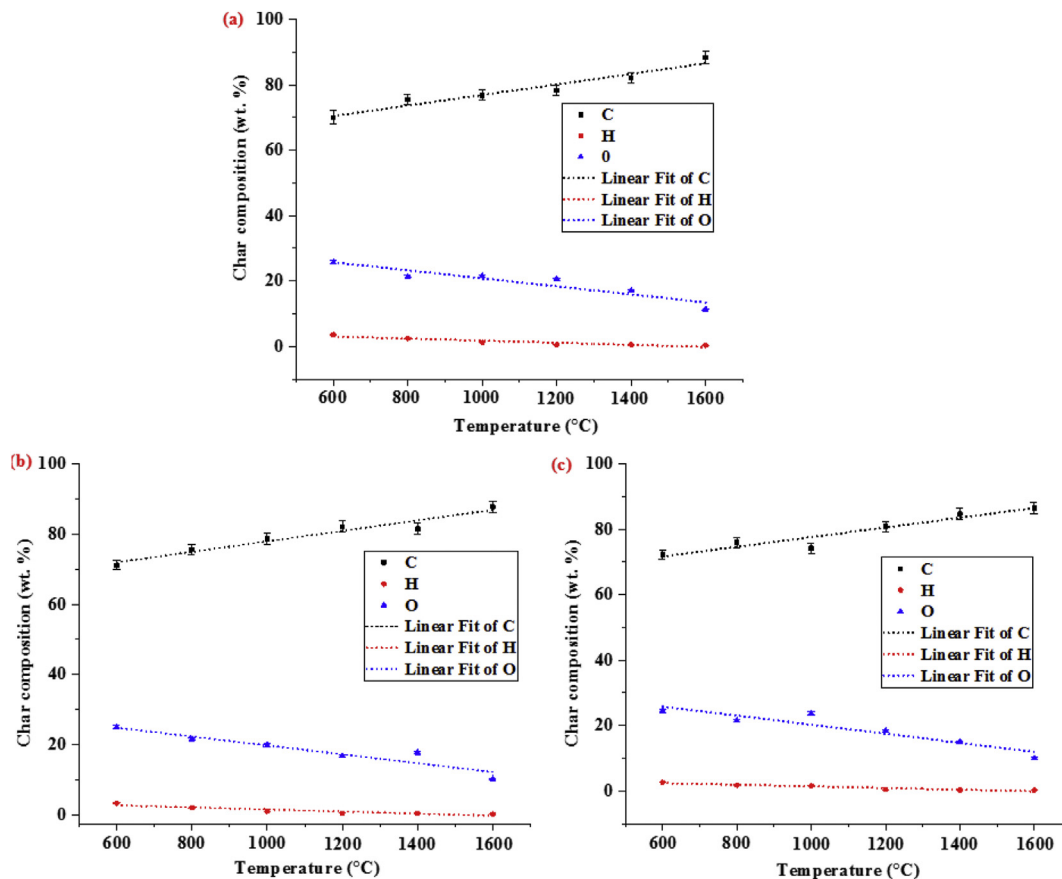 (a)
100
80
60
40
20
0
Char composition (wt. %)
C
H
0
Linear Fit of C
Linear Fit of H
Linear Fit of O
600 800 1000 1200 1400 1600
Temperature (°C)
(b)
100
80
60
40
20
0
Char composition (wt. %)
C
H
O
Linear Fit of C
Linear Fit of H
Linear Fit of O
600 800 1000 1200 1400 1600
Temperature (°C)
(c)
100
80
60
40
20
0
Char composition (wt. %)
C
H
O
Linear Fit of C
Linear Fit of H
Linear Fit of O
600 800 1000 1200 1400 1600
Temperature (°C)